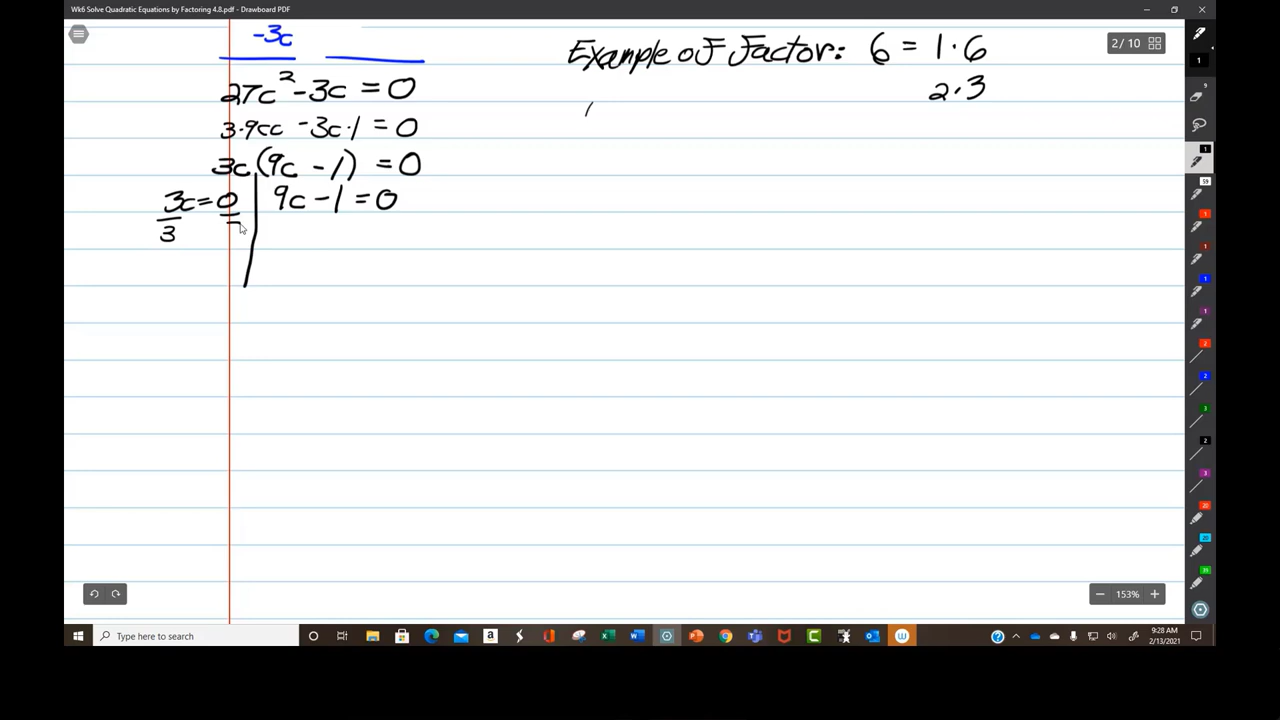 Wk6 Solve Quadratic Equations by Factoring 4.8.pdf - Drawboard PDF
-3c
27c² - 3c = 0
3·9cc - 3c·1 = 0
3c(9c - 1) = 0
3c = 0 | 9c - 1 = 0
3
Example of Factor: 6 = 1·6
2·3
2 / 10
153%
Type here to search
9:28 AM
2/13/2021